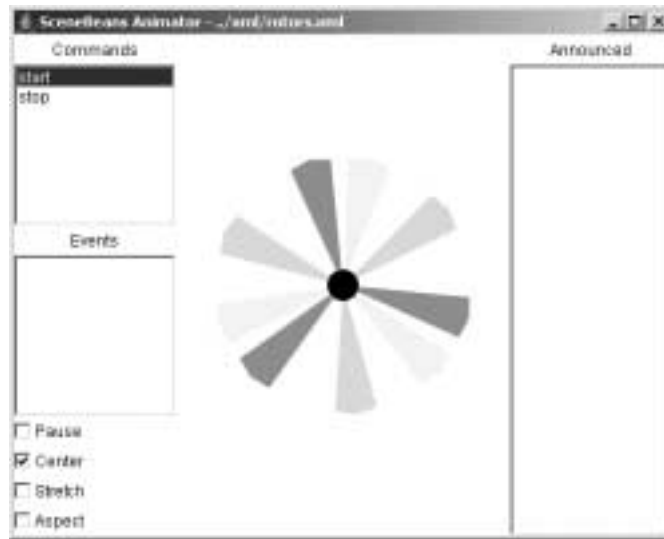 SceneBeans Animator - ../xml/rotors.xml
Commands
Announced
start
stop
Events
Pause
Center
Stretch
Aspect